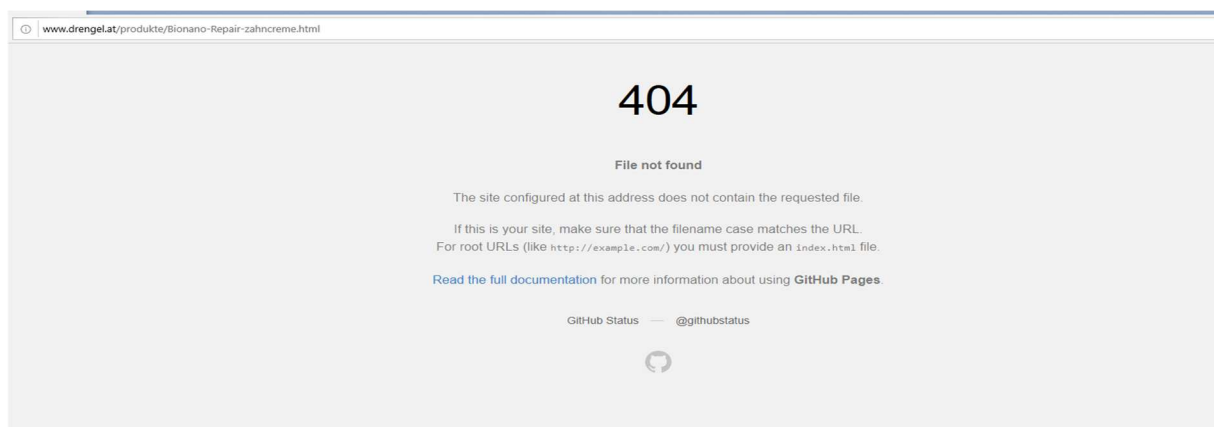 www.drengel.at/produkte/Bionano-Repair-zahncreme.html
404
File not found
The site configured at this address does not contain the requested file.
If this is your site, make sure that the filename case matches the URL.
For root URLs (like http://example.com/) you must provide an index.html file.
Read the full documentation for more information about using GitHub Pages.
GitHub Status — @githubstatus